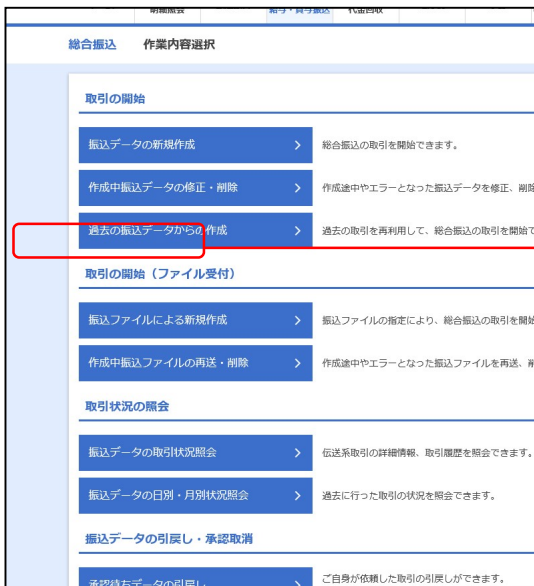 給与・賞与振込 代金回収
総合振込 作業内容選択
取引の開始
振込データの新規作成 総合振込の取引を開始できます。
作成中振込データの修正・削除 作成途中やエラーとなった振込データを修正、削除
過去の振込データからの作成 過去の取引を再利用して、総合振込の取引を開始で
取引の開始（ファイル受付）
振込ファイルによる新規作成 振込ファイルの指定により、総合振込の取引を開始
作成中振込ファイルの再送・削除 作成途中やエラーとなった振込ファイルを再送、
取引状況の照会
振込データの取引状況照会 伝送系取引の詳細情報、取引履歴を照会できます。
振込データの日別・月別状況照会 過去に行った取引の状況を照会できます。
振込データの引戻し・承認取消
承認待ちデータの引戻し ご自身が依頼した取引の引戻しができます。